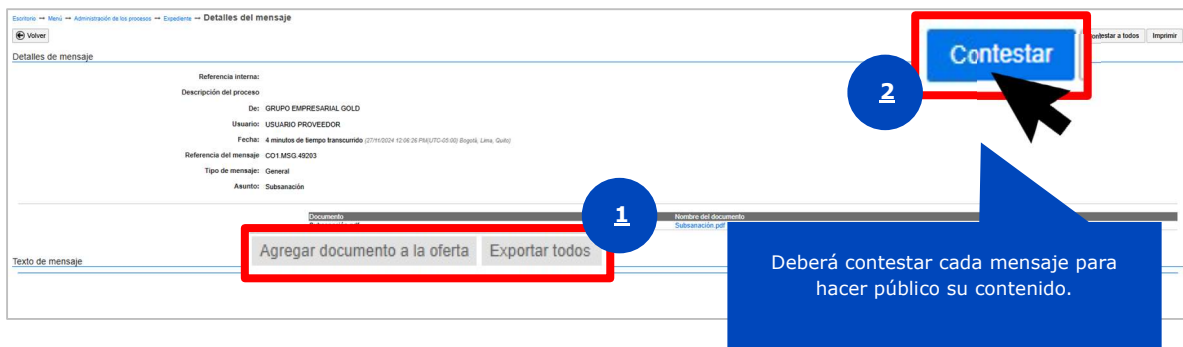 Escritorio → Menú → Administración de los procesos → Expediente → Detalles del mensaje
Volver
Contestar
ontestar a todos Imprimir
Detalles de mensaje
2
Referencia interna:
Descripción del proceso
De: GRUPO EMPRESARIAL GOLD
Usuario: USUARIO PROVEEDOR
Fecha: 4 minutos de tiempo transcurrido (27/11/2024 12:06:26 PM(UTC-05:00) Bogotá, Lima, Quito)
Referencia del mensaje CO1.MSG.49203
Tipo de mensaje: General
Asunto: Subsanación
1
Documento Nombre del documento
Subsanación.pdf
Agregar documento a la oferta Exportar todos
Texto de mensaje
Deberá contestar cada mensaje para
hacer público su contenido.